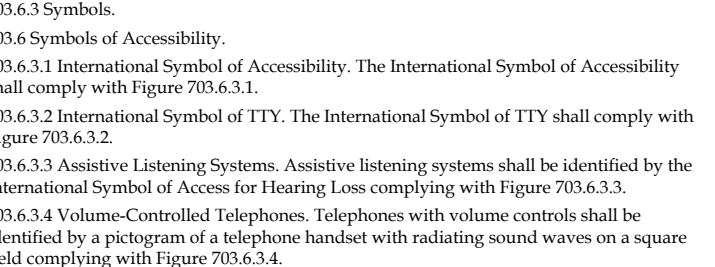 03.6.3 Symbols.
03.6 Symbols of Accessibility.
03.6.3.1 International Symbol of Accessibility. The International Symbol of Accessibility
hall comply with Figure 703.6.3.1.
03.6.3.2 International Symbol of TTY. The International Symbol of TTY shall comply with
igure 703.6.3.2.
03.6.3.3 Assistive Listening Systems. Assistive listening systems shall be identified by the
nternational Symbol of Access for Hearing Loss complying with Figure 703.6.3.3.
03.6.3.4 Volume-Controlled Telephones. Telephones with volume controls shall be
dentified by a pictogram of a telephone handset with radiating sound waves on a square
ield complying with Figure 703.6.3.4.